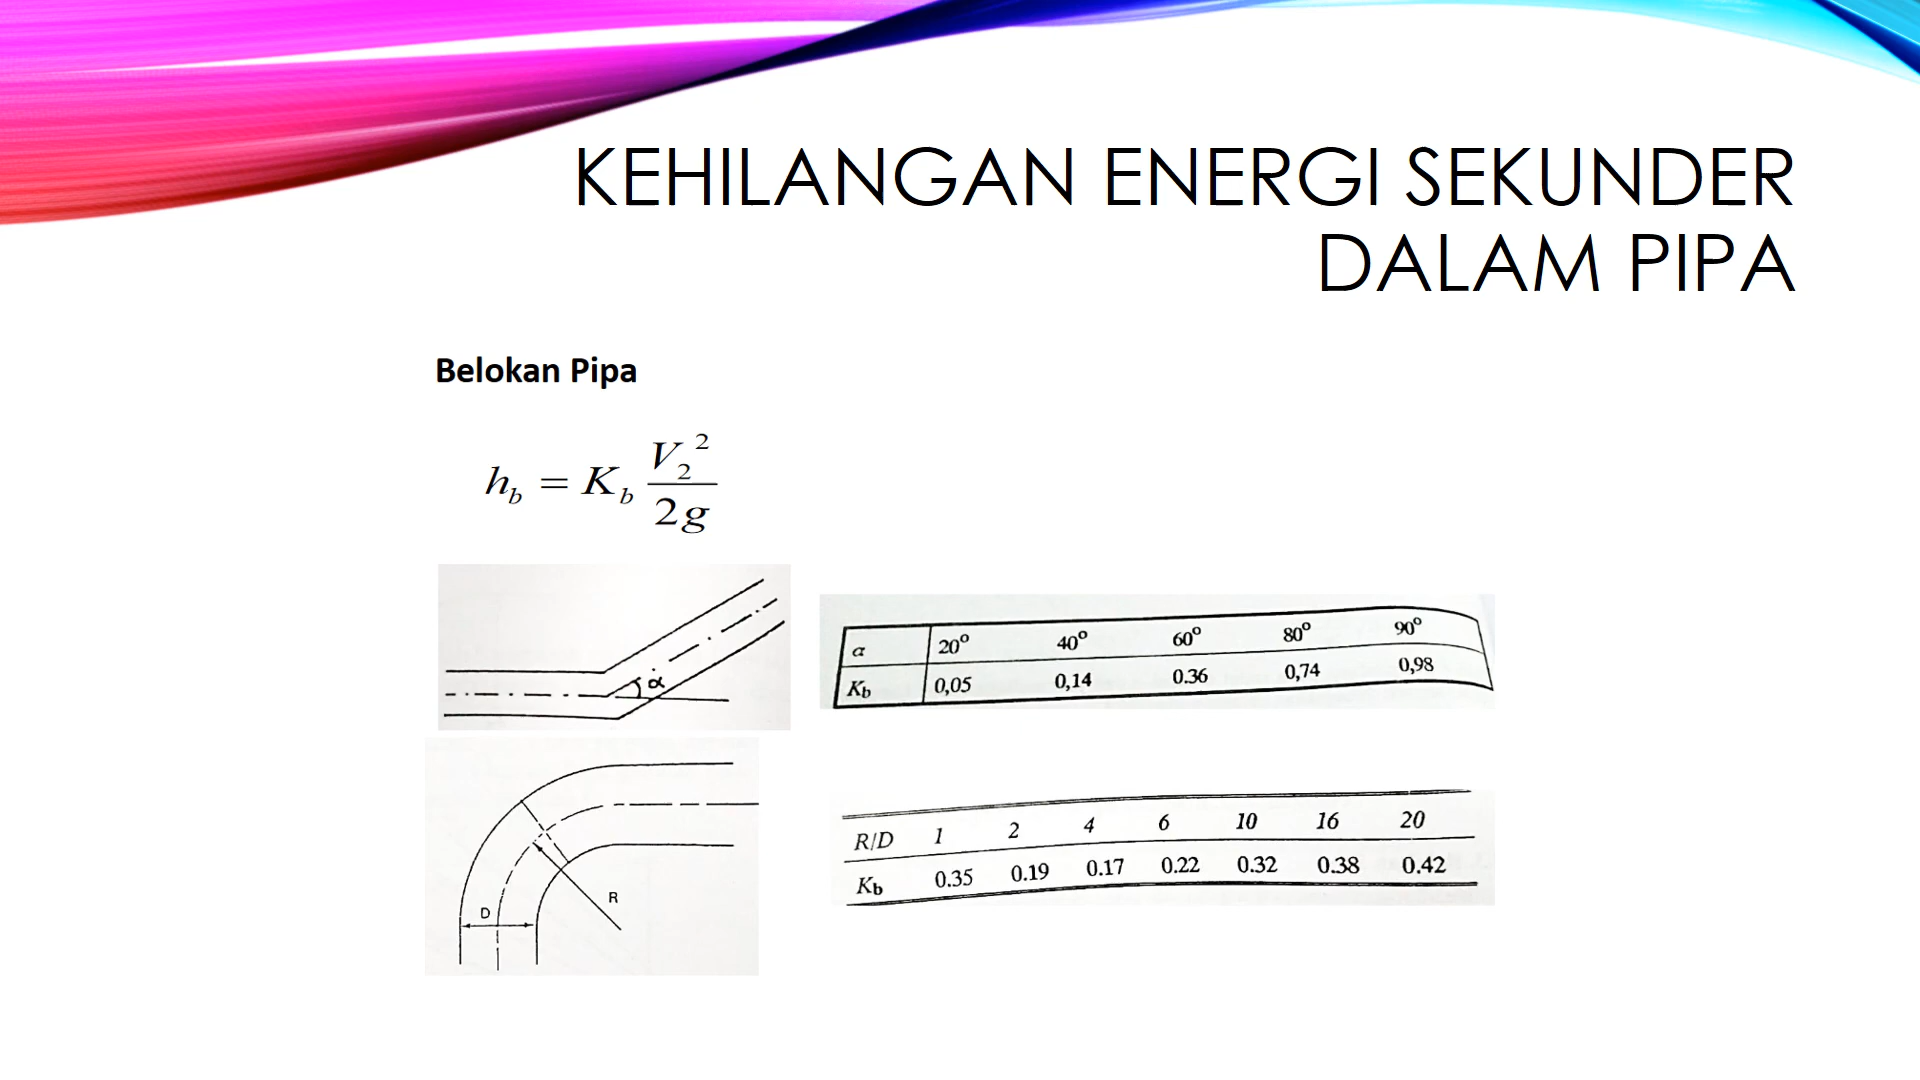 KEHILANGAN ENERGI SEKUNDER
DALAM PIPA
Belokan Pipa
h_b = K_b V_2^2 / 2g
α
α 20° 40° 60° 80° 90°
K_b 0,05 0,14 0.36 0,74 0,98
D
R
R/D 1 2 4 6 10 16 20
K_b 0.35 0.19 0.17 0.22 0.32 0.38 0.42